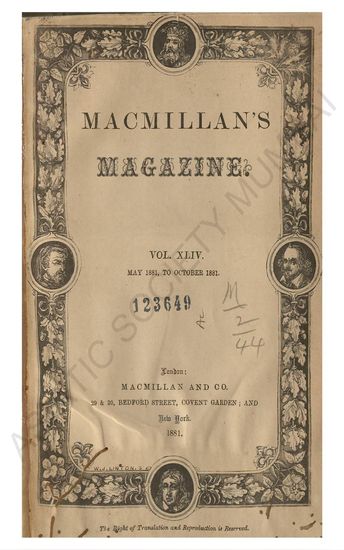 MACMILLAN'S
MAGAZINE.
VOL. XLIV.
MAY 1881, TO OCTOBER 1881.
123649
M
2
44
London:
MACMILLAN AND CO.
29 & 30, BEDFORD STREET, COVENT GARDEN; AND
New York.
1881.
W.J. LINTON. S.C
The Right of Translation and Reproduction is Reserved.
ASIATIC SOCIETY MUMBAI